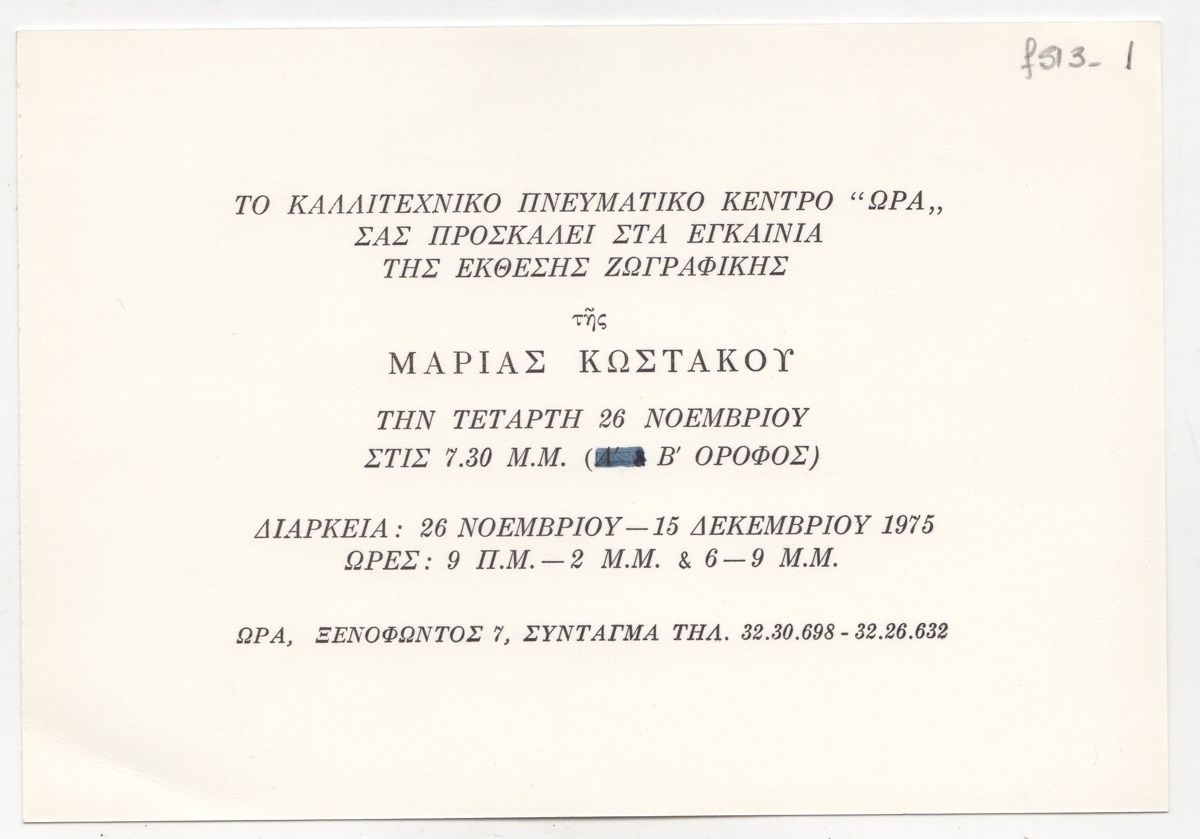 f513-1
ΤΟ ΚΑΛΛΙΤΕΧΝΙΚΟ ΠΝΕΥΜΑΤΙΚΟ ΚΕΝΤΡΟ “ΩΡΑ„
ΣΑΣ ΠΡΟΣΚΑΛΕΙ ΣΤΑ ΕΓΚΑΙΝΙΑ
ΤΗΣ ΕΚΘΕΣΗΣ ΖΩΓΡΑΦΙΚΗΣ
τῆς
ΜΑΡΙΑΣ ΚΩΣΤΑΚΟΥ
ΤΗΝ ΤΕΤΑΡΤΗ 26 ΝΟΕΜΒΡΙΟΥ
ΣΤΙΣ 7.30 Μ.Μ. (Α' & Β' ΟΡΟΦΟΣ)
ΔΙΑΡΚΕΙΑ: 26 ΝΟΕΜΒΡΙΟΥ—15 ΔΕΚΕΜΒΡΙΟΥ 1975
ΩΡΕΣ: 9 Π.Μ.—2 Μ.Μ. & 6—9 Μ.Μ.
ΩΡΑ, ΞΕΝΟΦΩΝΤΟΣ 7, ΣΥΝΤΑΓΜΑ ΤΗΛ. 32.30.698-32.26.632